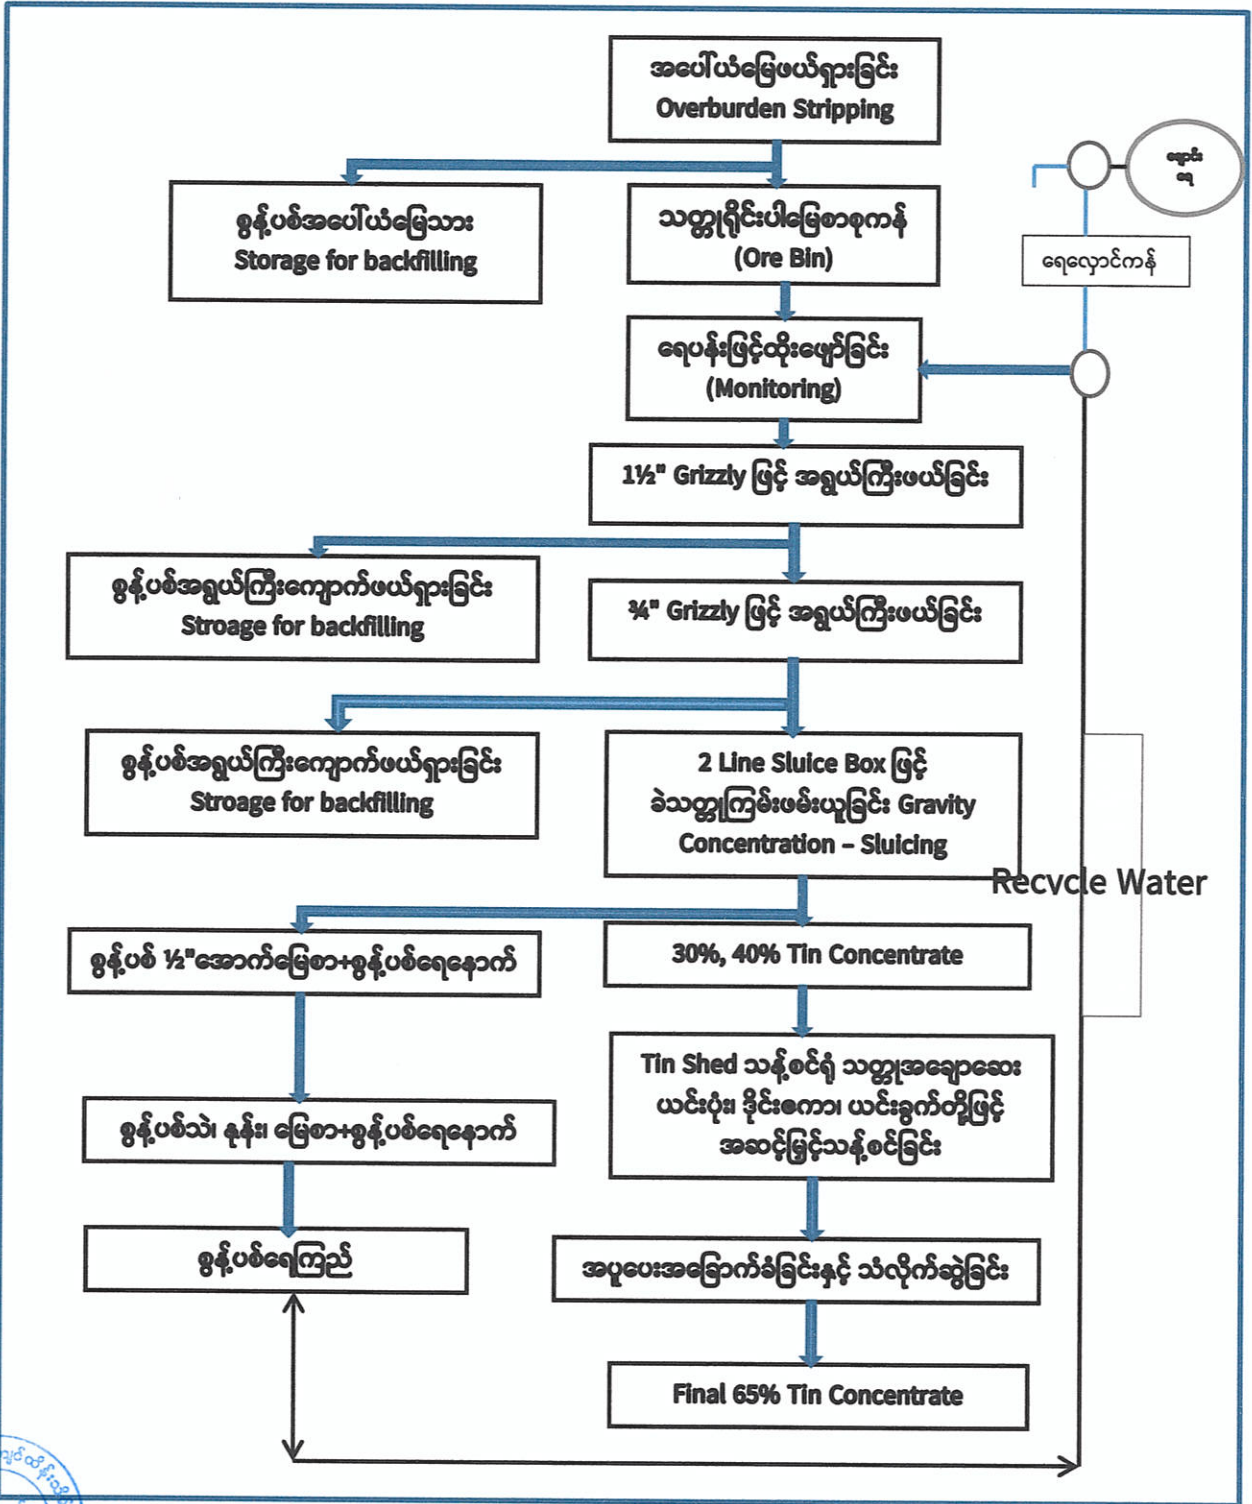 အပေါ်ယံမြေဖယ်ရှားခြင်း
Overburden Stripping
ချောင်း
ရေ
စွန့်ပစ်အပေါ်ယံမြေသား
Storage for backfilling
သတ္တုရိုင်းပါမြေစာစုကန်
(Ore Bin)
ရေလှောင်ကန်
ရေပန်းဖြင့်ထိုးဖျော်ခြင်း
(Monitoring)
1½" Grizzly ဖြင့် အရွယ်ကြီးဖယ်ခြင်း
စွန့်ပစ်အရွယ်ကြီးကျောက်ဖယ်ရှားခြင်း
Stroage for backfilling
¾" Grizzly ဖြင့် အရွယ်ကြီးဖယ်ခြင်း
စွန့်ပစ်အရွယ်ကြီးကျောက်ဖယ်ရှားခြင်း
Stroage for backfilling
2 Line Sluice Box ဖြင့်
ခဲသတ္တုကြမ်းဖမ်းယူခြင်း Gravity
Concentration – Sluicing
Recycle Water
စွန့်ပစ် ½"အောက်မြေစာ+စွန့်ပစ်ရေနောက်
30%, 40% Tin Concentrate
Tin Shed သန့်စင်ရုံ သတ္တုအချောဆေး
ယင်းပုံး၊ ဒိုင်းဧကာ၊ ယင်းခွက်တို့ဖြင့်
အဆင့်မြှင့်သန့်စင်ခြင်း
စွန့်ပစ်သဲ၊ နုန်း၊ မြေစာ+စွန့်ပစ်ရေနောက်
စွန့်ပစ်ရေကြည်
အပူပေးအခြောက်ခံခြင်းနှင့် သံလိုက်ဆွဲခြင်း
Final 65% Tin Concentrate